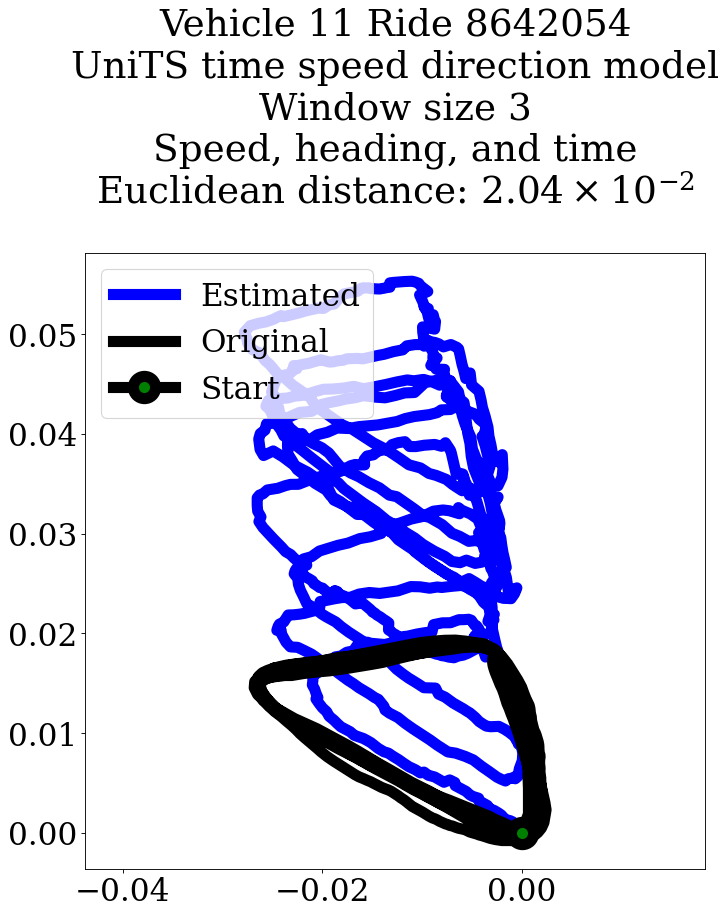 Vehicle 11 Ride 8642054
UniTS time speed direction model
Window size 3
Speed, heading, and time
Euclidean distance: 2.04 × 10⁻²
Estimated
Original
Start
0.05
0.04
0.03
0.02
0.01
0.00
−0.04 −0.02 0.00